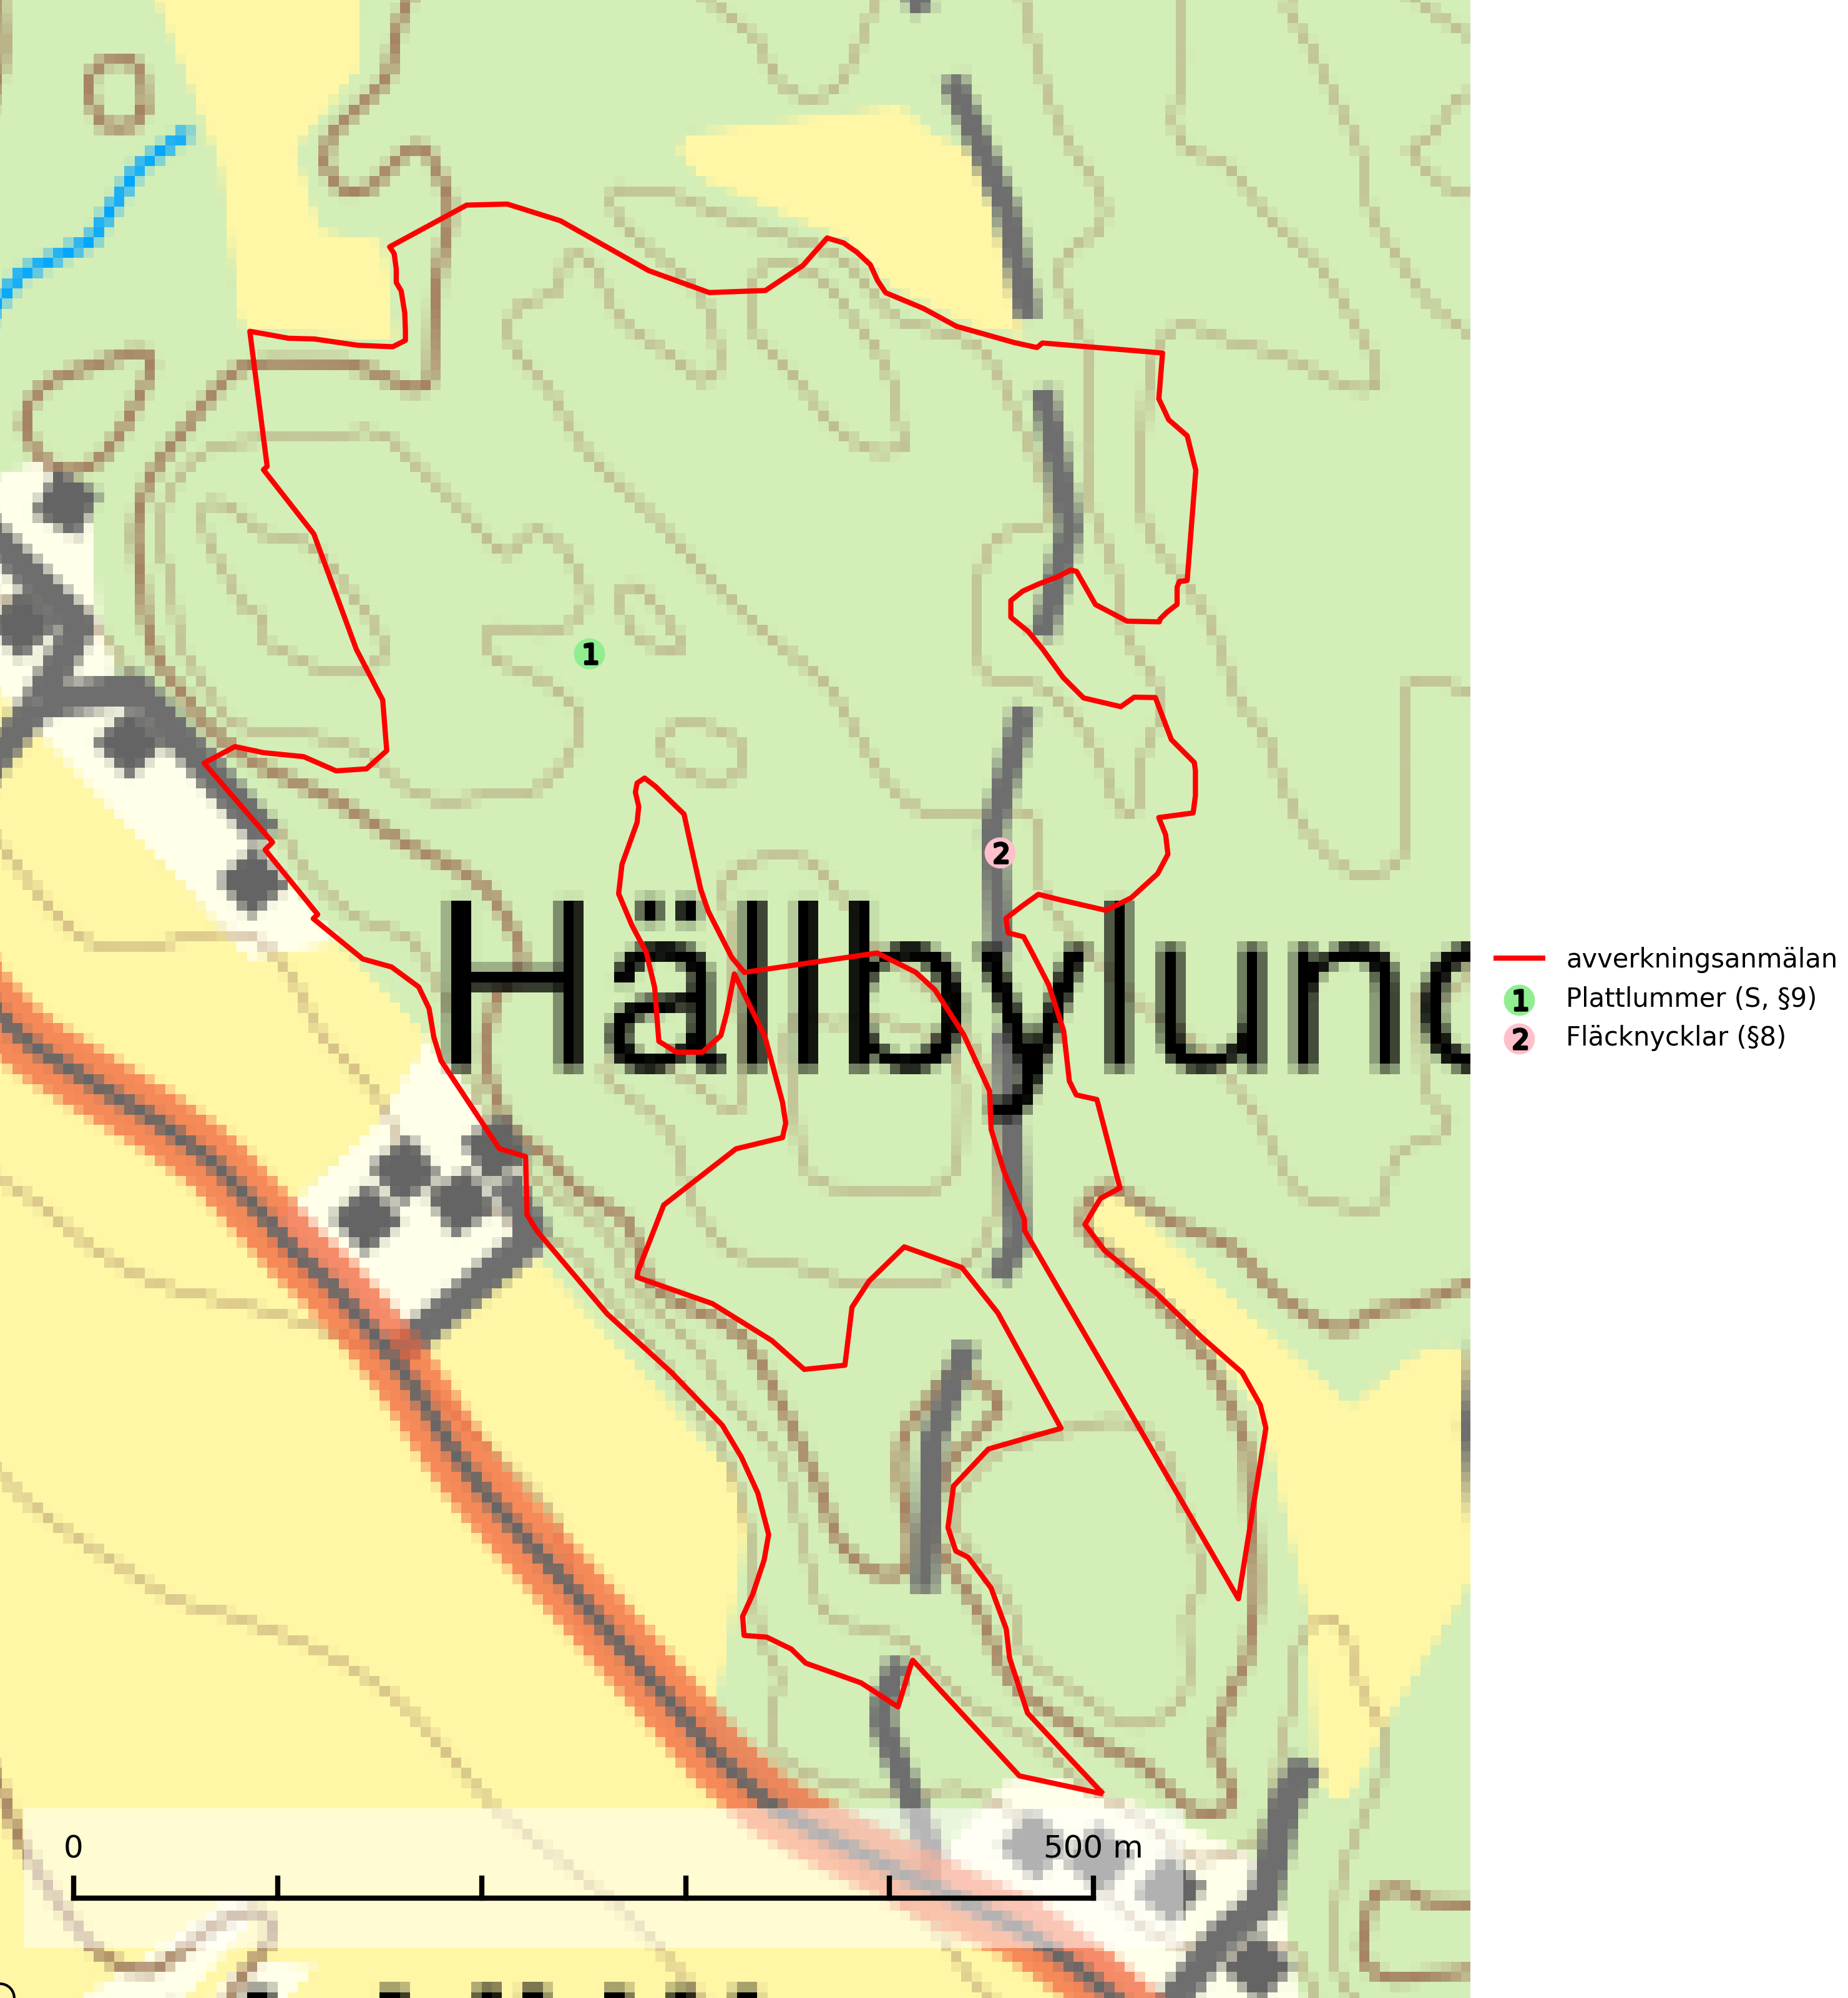 1
2
Hällbylund
avverkningsanmälan
1 Plattlummer (S, §9)
2 Fläcknycklar (§8)
0 500 m